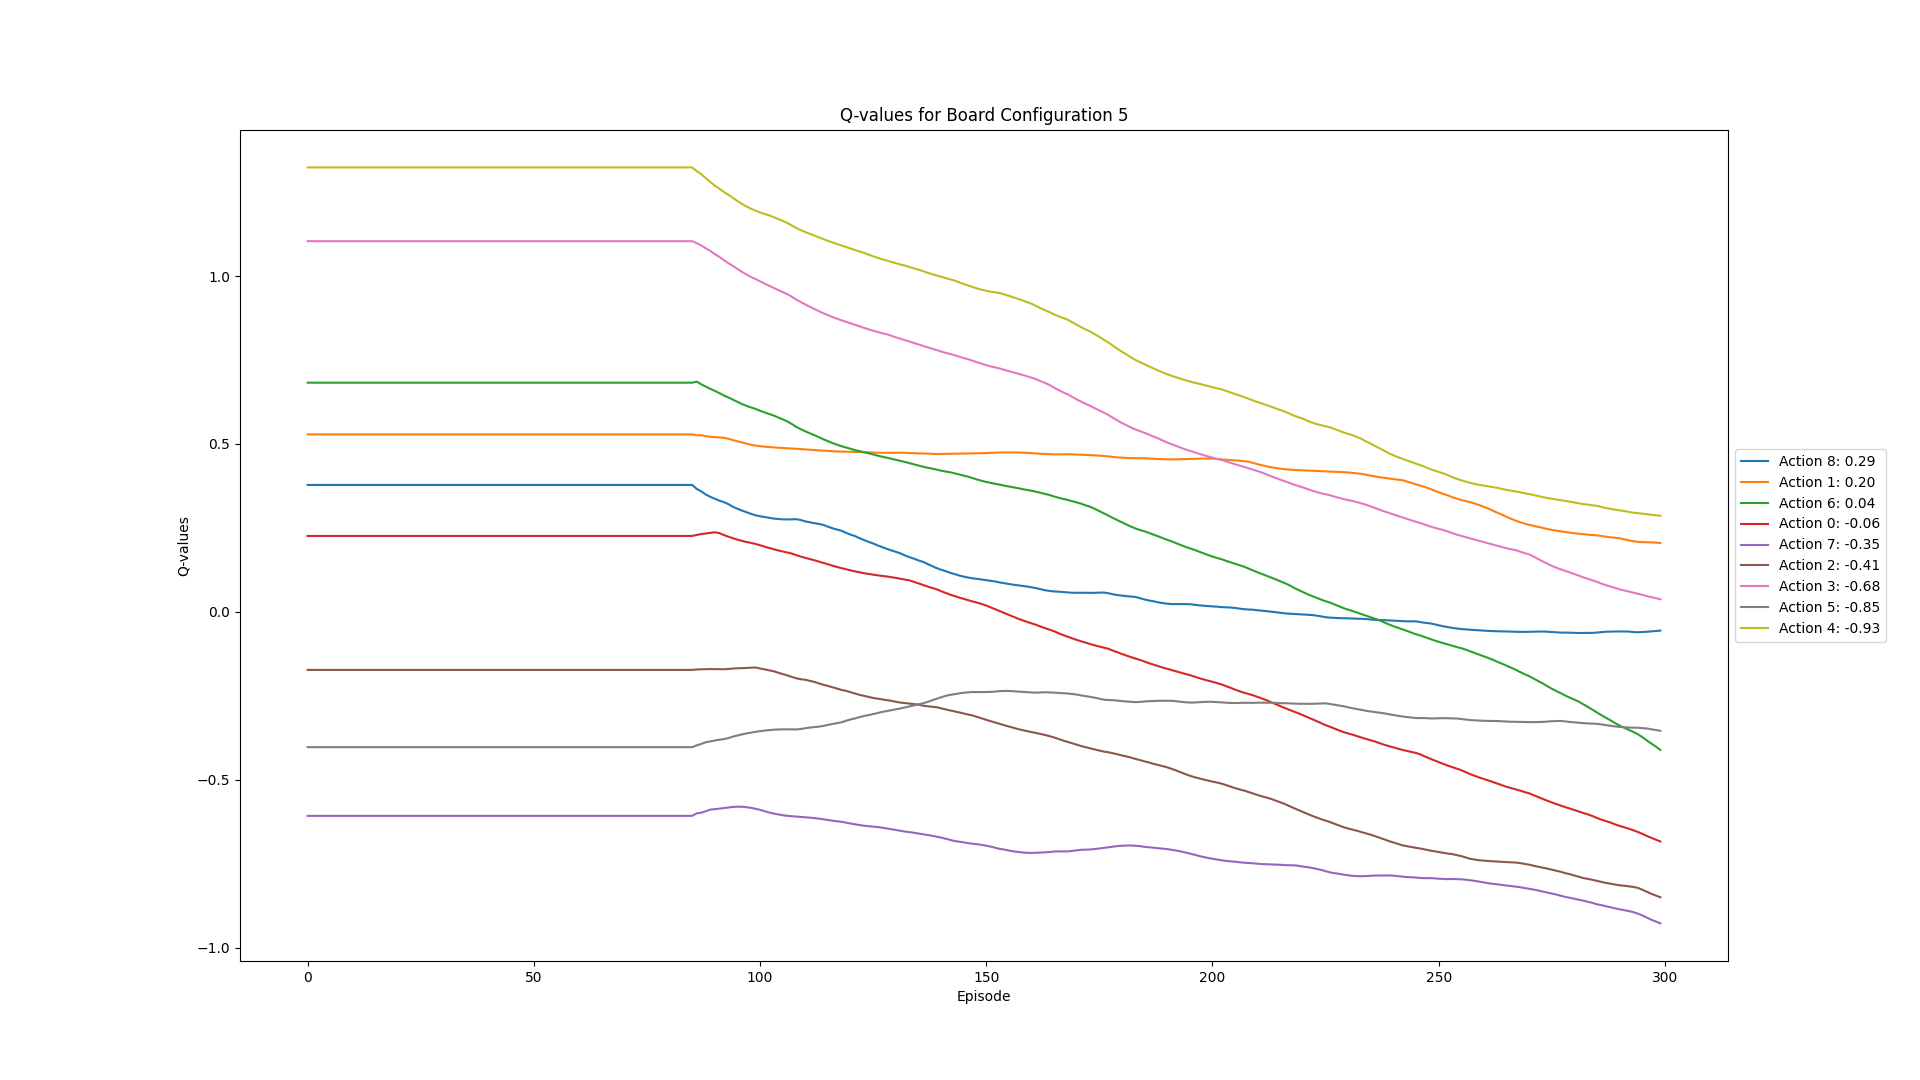 Q-values for Board Configuration 5
Q-values
1.0
0.5
0.0
−0.5
−1.0
0 50 100 150 200 250 300
Episode
Action 8: 0.29
Action 1: 0.20
Action 6: 0.04
Action 0: -0.06
Action 7: -0.35
Action 2: -0.41
Action 3: -0.68
Action 5: -0.85
Action 4: -0.93